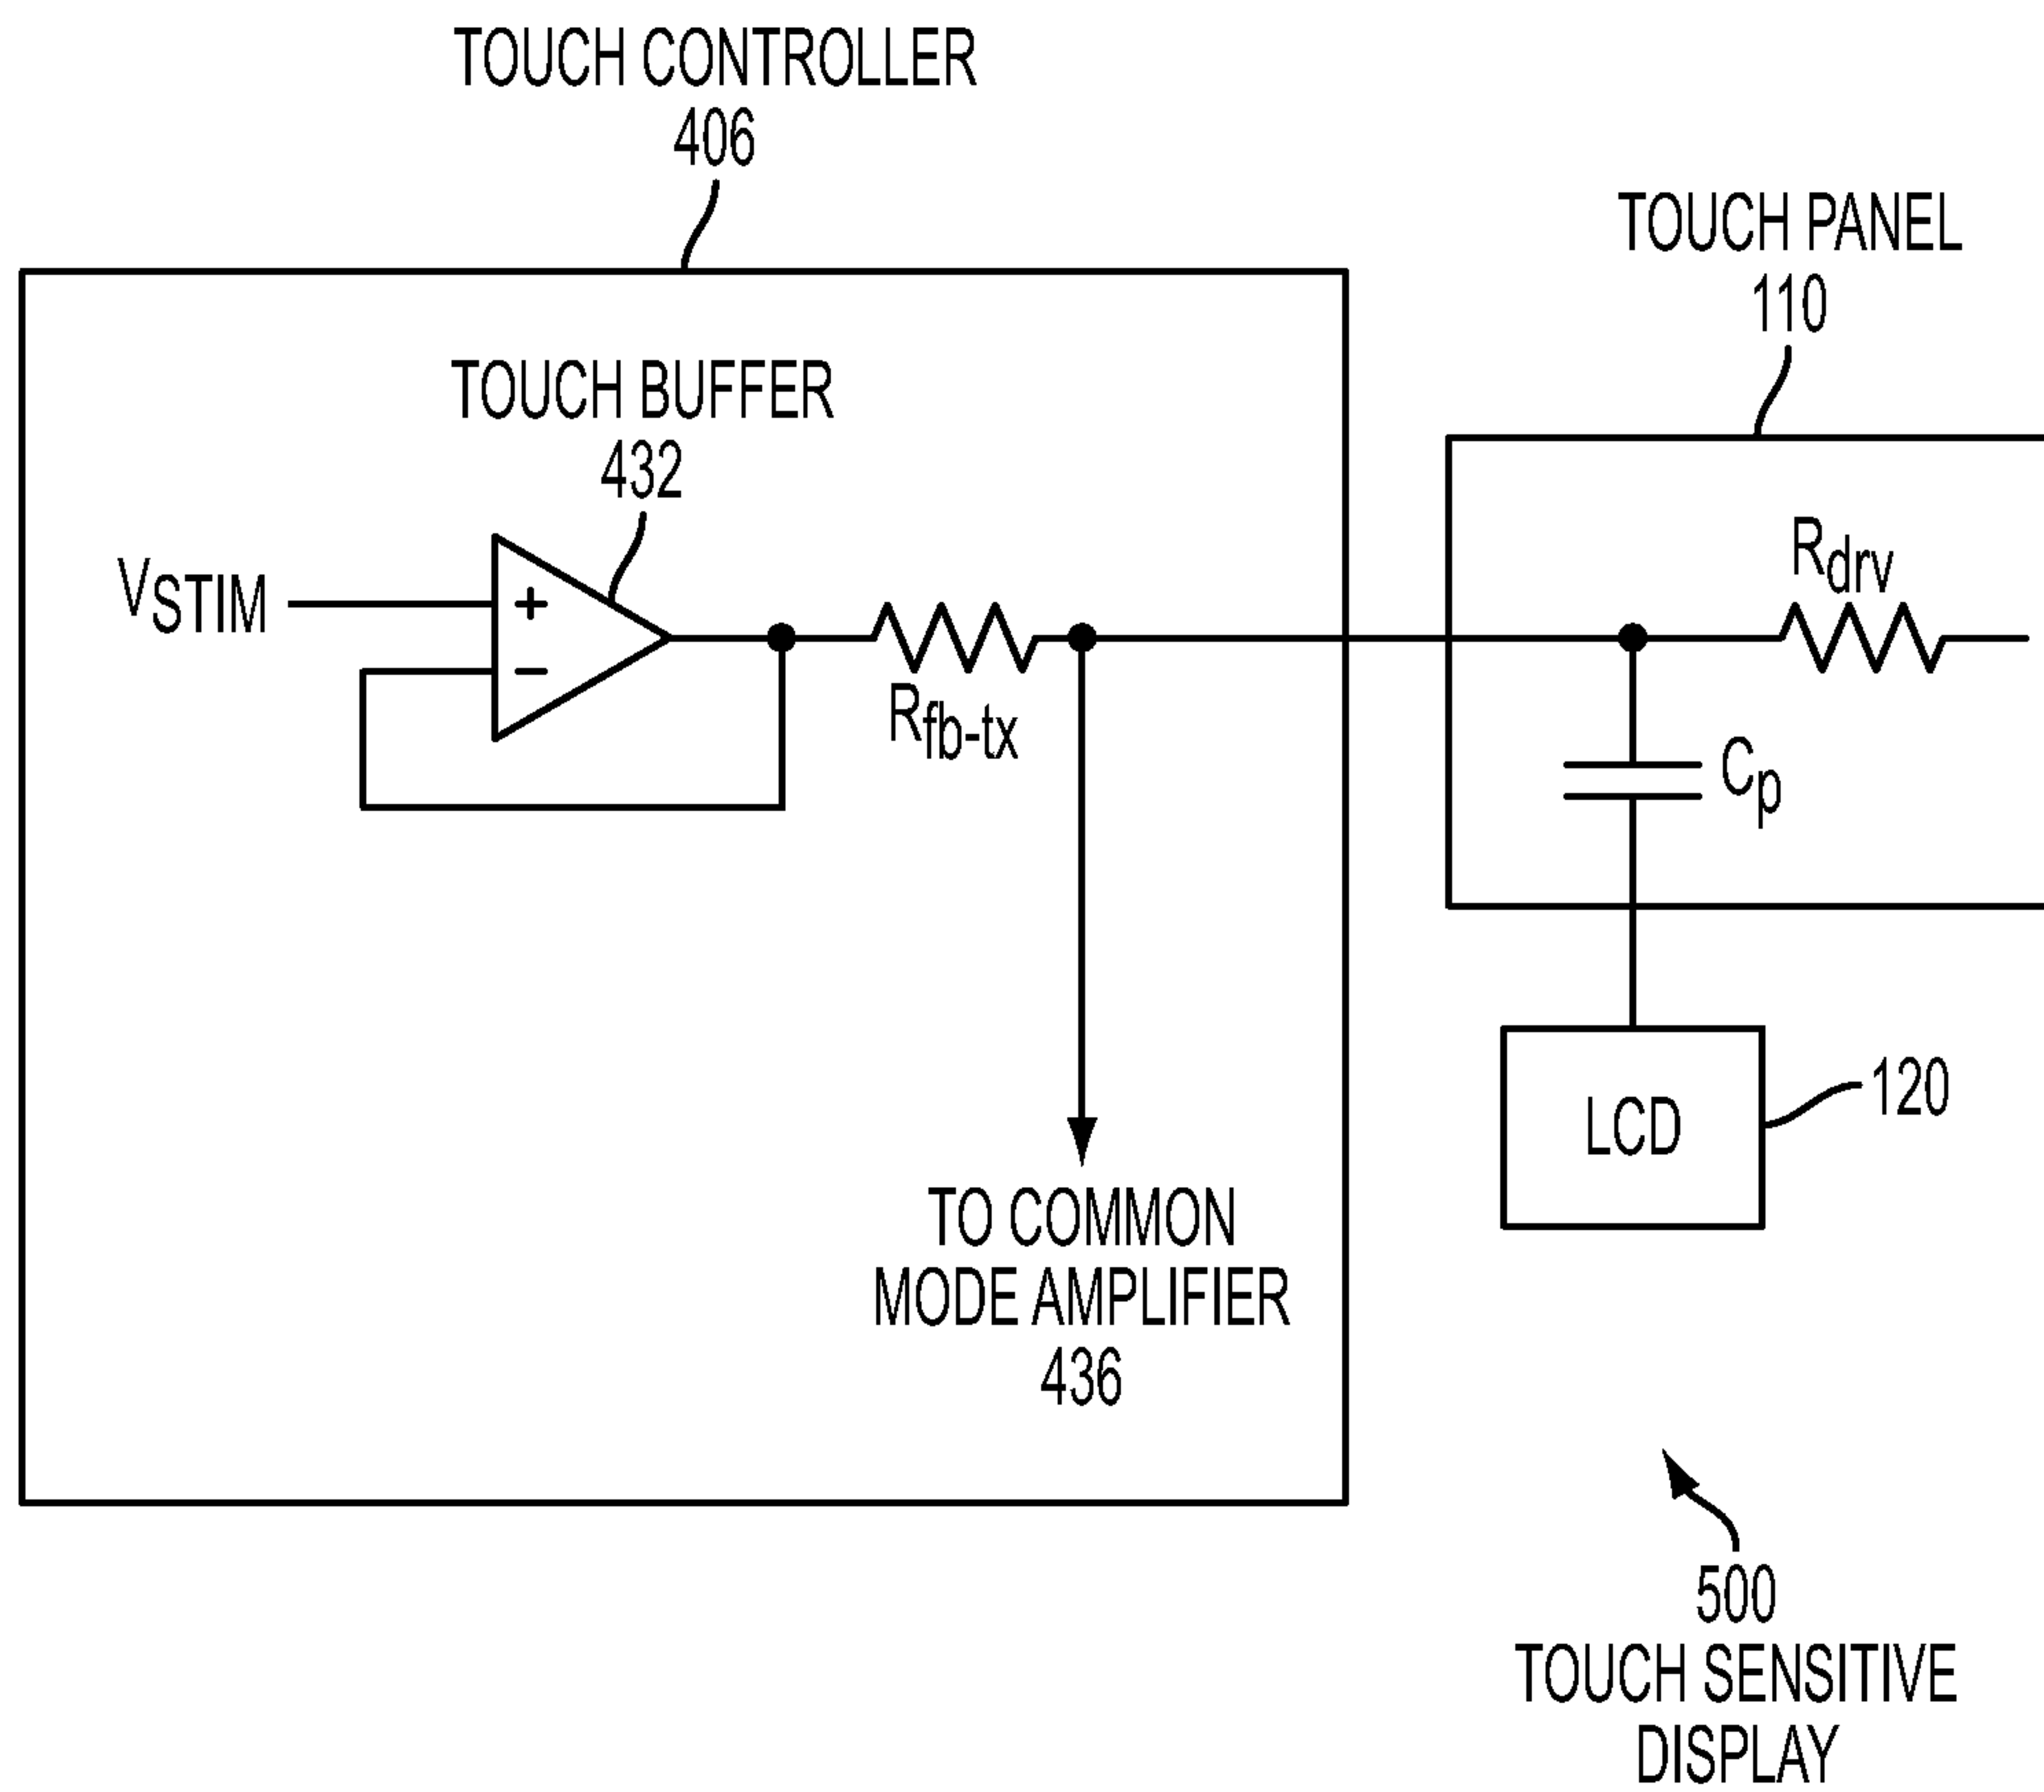 TOUCH CONTROLLER
406
TOUCH PANEL
110
TOUCH BUFFER
432
VSTIM
+
−
Rfb-tx
Rdrv
Cp
LCD
120
TO COMMON
MODE AMPLIFIER
436
500
TOUCH SENSITIVE
DISPLAY